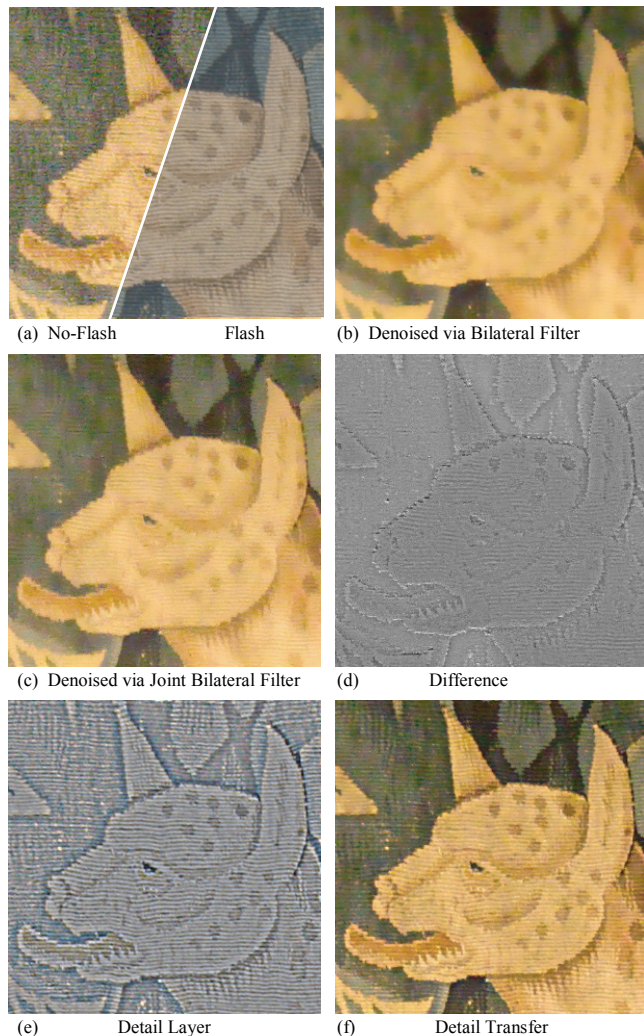 (a) No-Flash Flash
(b) Denoised via Bilateral Filter
(c) Denoised via Joint Bilateral Filter
(d) Difference
(e) Detail Layer
(f) Detail Transfer